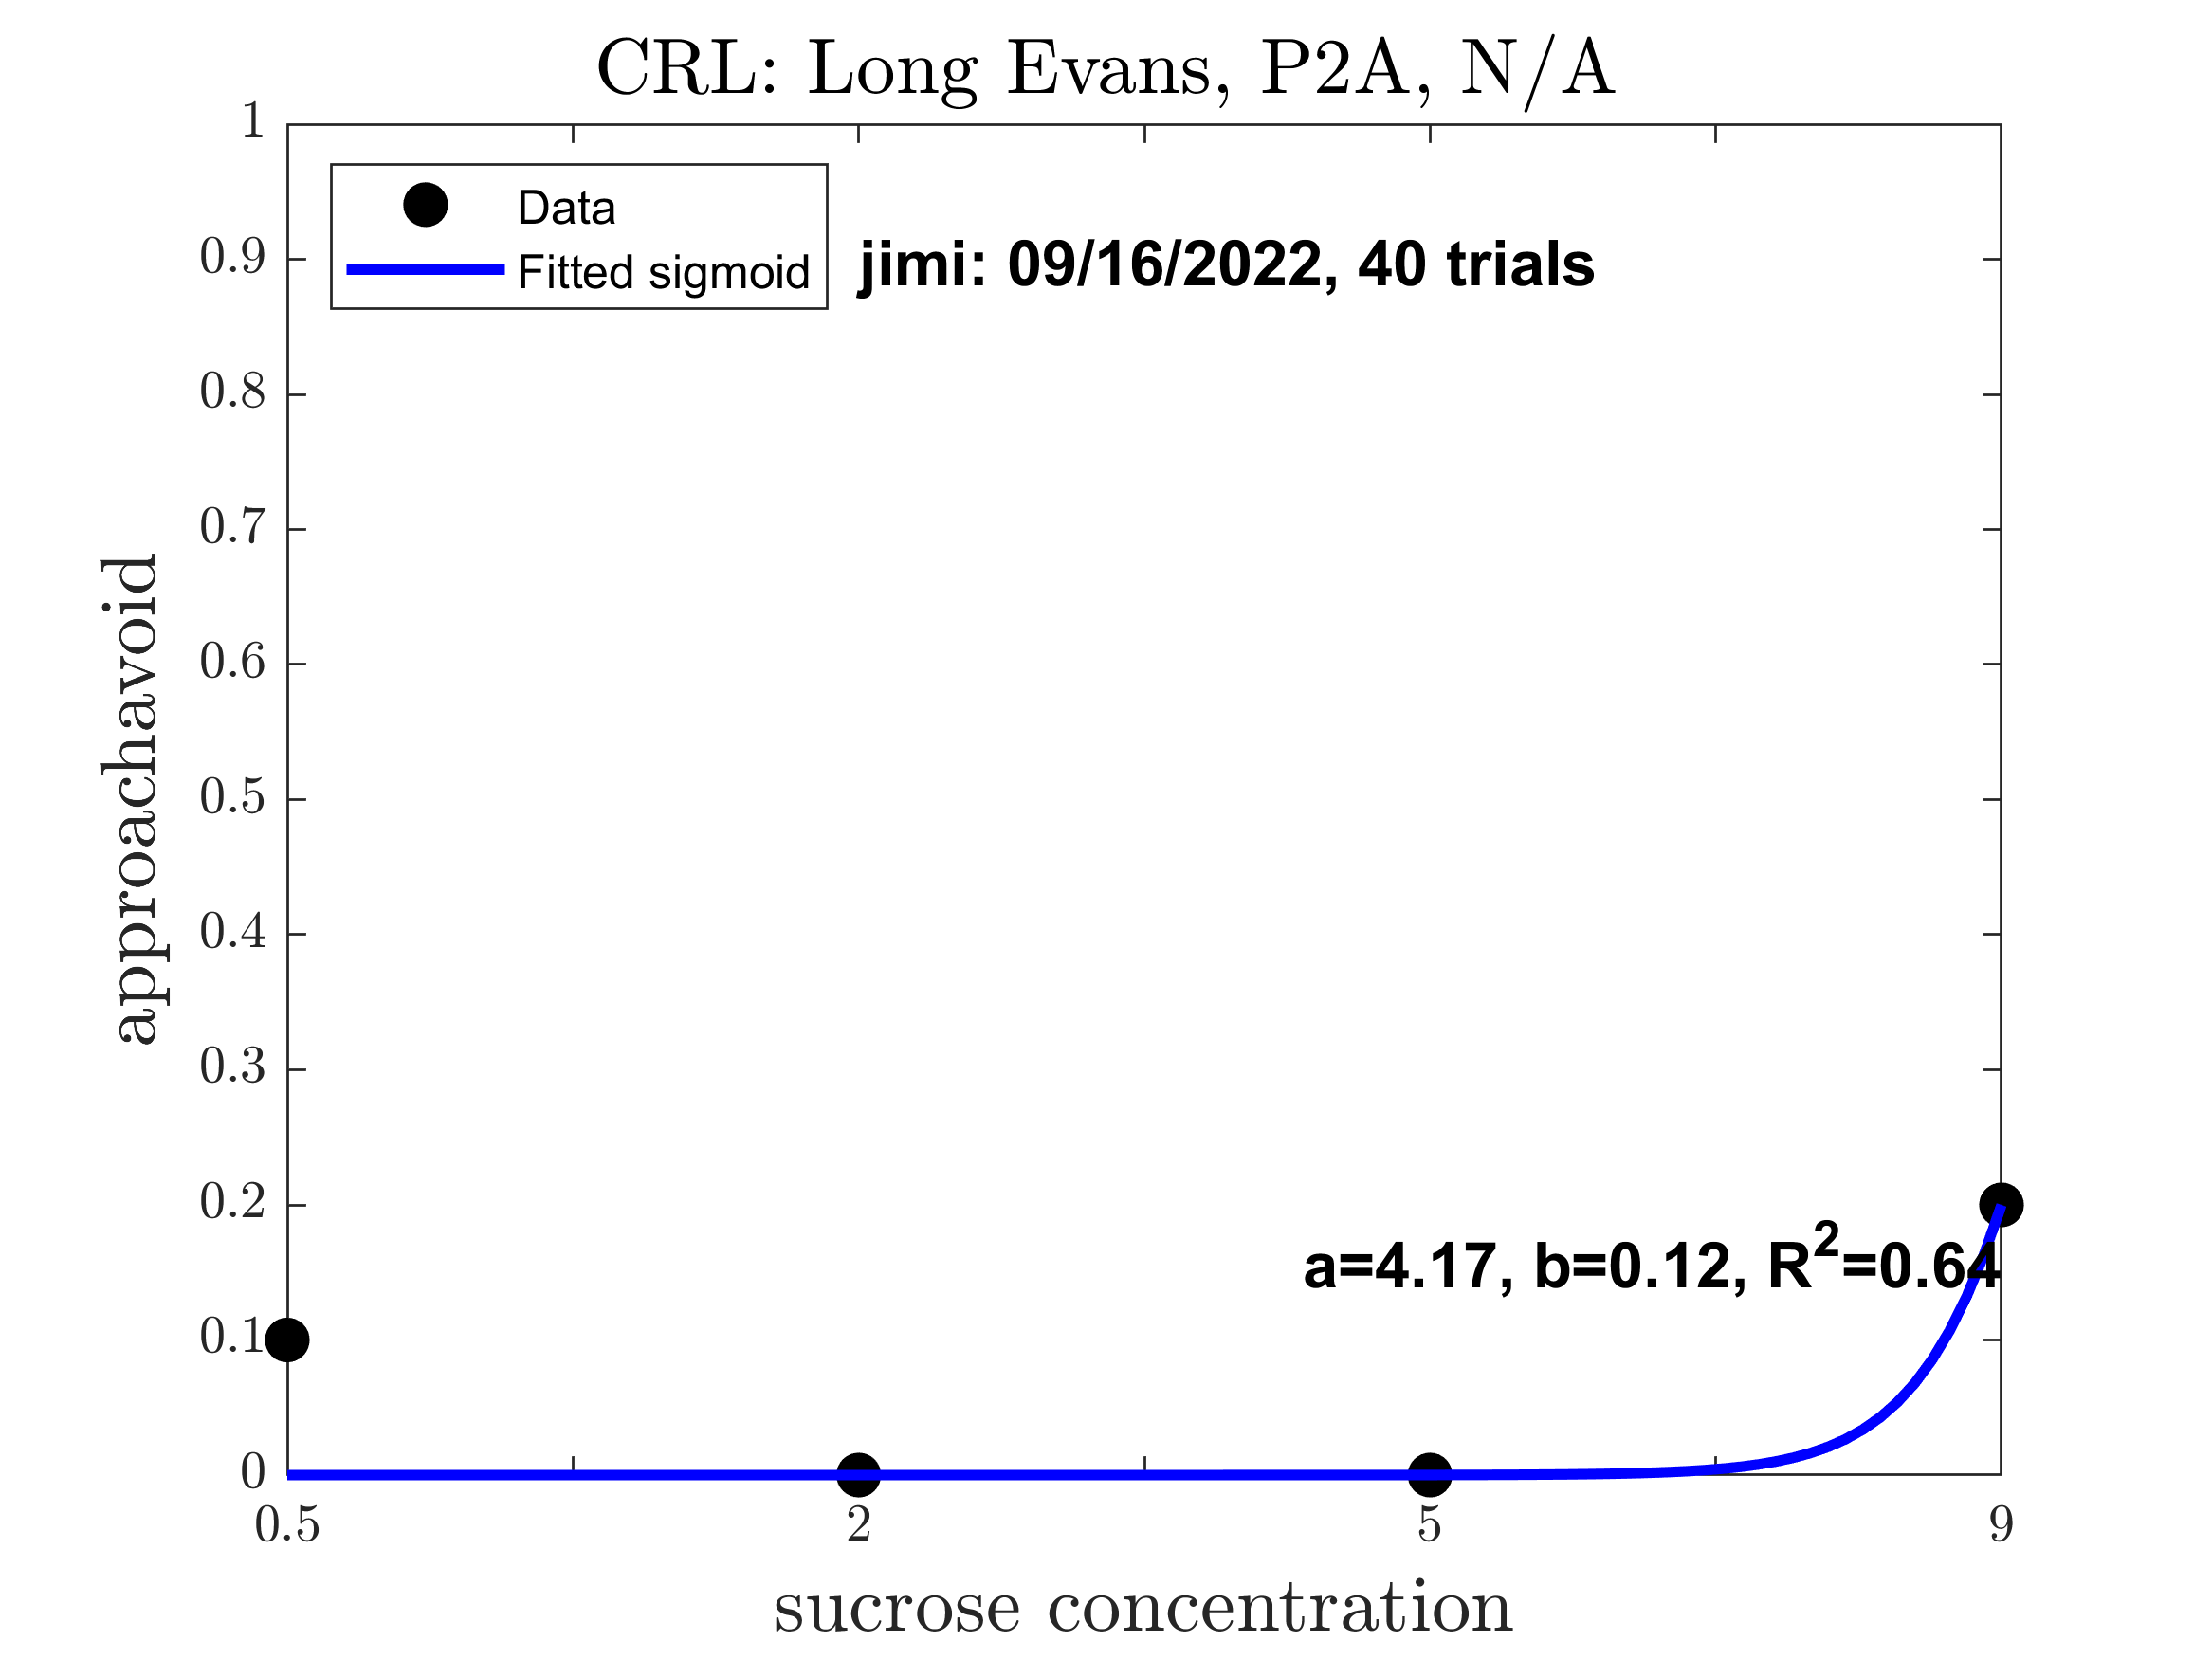 CRL: Long Evans, P2A, N/A
1
Data
Fitted sigmoid
jimi: 09/16/2022, 40 trials
0.9
0.8
0.7
0.6
0.5
0.4
0.3
0.2
0.1
0
approachavoid
a=4.17, b=0.12, R²=0.64
0.5 2 5 9
sucrose concentration